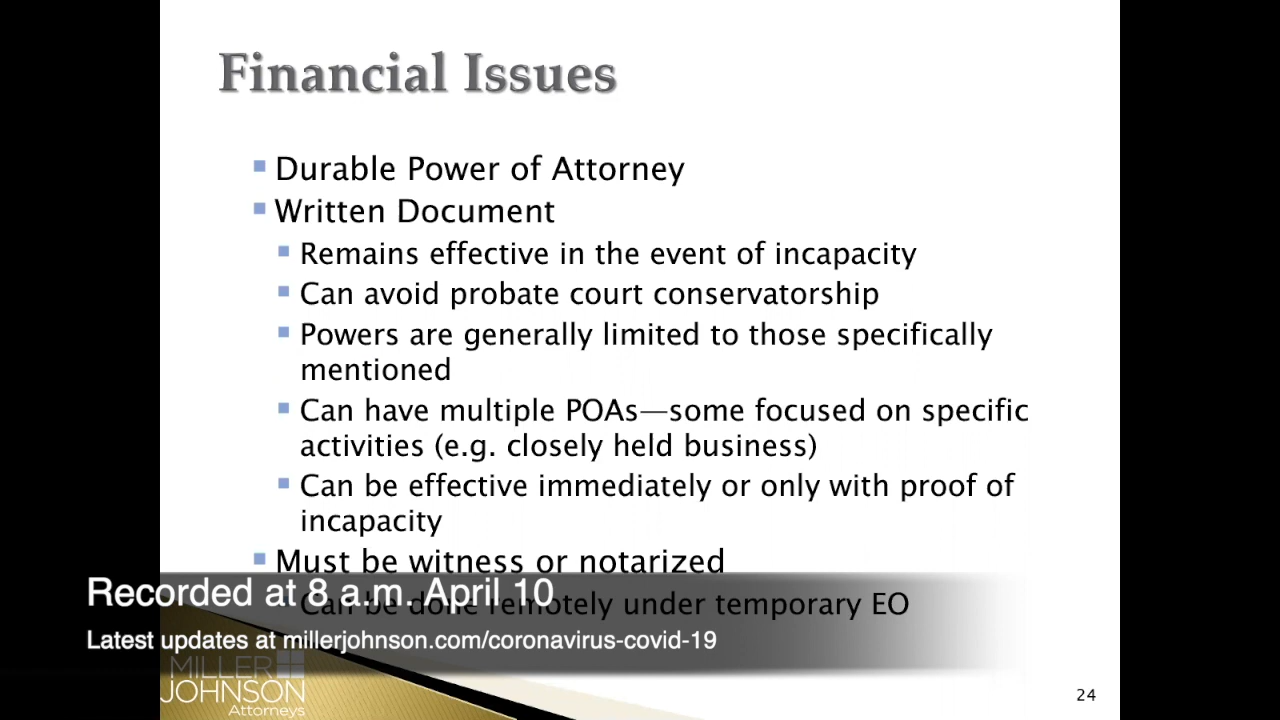 Financial Issues
Durable Power of Attorney
Written Document
Remains effective in the event of incapacity
Can avoid probate court conservatorship
Powers are generally limited to those specifically
mentioned
Can have multiple POAs—some focused on specific
activities (e.g. closely held business)
Can be effective immediately or only with proof of
incapacity
Must be witness or notarized
Can be done remotely under temporary EO
Recorded at 8 a.m. April 10
Latest updates at millerjohnson.com/coronavirus-covid-19
MILLER
JOHNSON
Attorneys
24